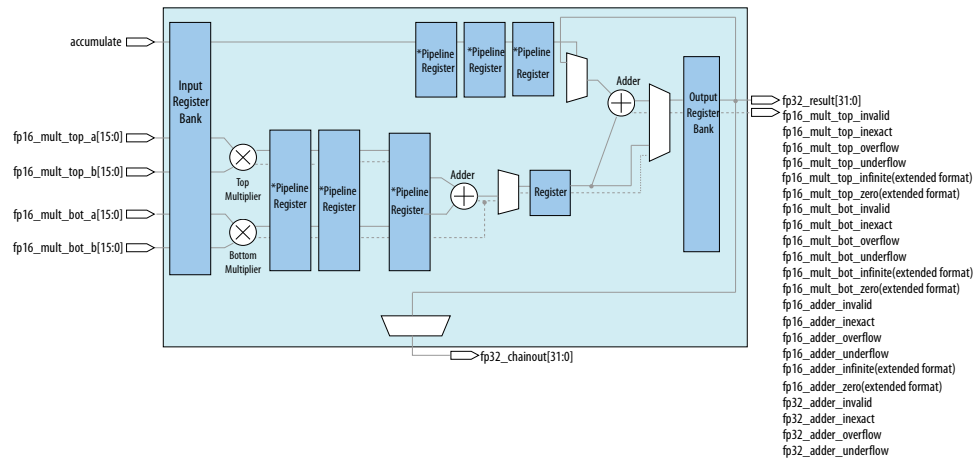 accumulate
fp16_mult_top_a[15:0]
fp16_mult_top_b[15:0]
fp16_mult_bot_a[15:0]
fp16_mult_bot_b[15:0]
Input
Register
Bank
Top
Multiplier
Bottom
Multiplier
*Pipeline
Register
*Pipeline
Register
*Pipeline
Register
*Pipeline
Register
*Pipeline
Register
*Pipeline
Register
Adder
Register
Adder
Output
Register
Bank
fp32_chainout[31:0]
fp32_result[31:0]
fp16_mult_top_invalid
fp16_mult_top_inexact
fp16_mult_top_overflow
fp16_mult_top_underflow
fp16_mult_top_infinite(extended format)
fp16_mult_top_zero(extended format)
fp16_mult_bot_invalid
fp16_mult_bot_inexact
fp16_mult_bot_overflow
fp16_mult_bot_underflow
fp16_mult_bot_infinite(extended format)
fp16_mult_bot_zero(extended format)
fp16_adder_invalid
fp16_adder_inexact
fp16_adder_overflow
fp16_adder_underflow
fp16_adder_infinite(extended format)
fp16_adder_zero(extended format)
fp32_adder_invalid
fp32_adder_inexact
fp32_adder_overflow
fp32_adder_underflow